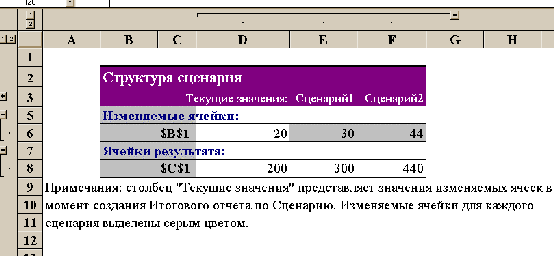 1 2
A B C D E F G H
1
2 Структура сценария
3 Текущие значения: Сценарий1 Сценарий2
5 Изменяемые ячейки:
6 $B$1 20 30 44
7 Ячейки результата:
8 $C$1 200 300 440
9 Примечания: столбец "Текущие значения" представляет значения изменяемых ячеек в
10 момент создания Итогового отчета по Сценарию. Изменяемые ячейки для каждого
11 сценария выделены серым цветом.
12